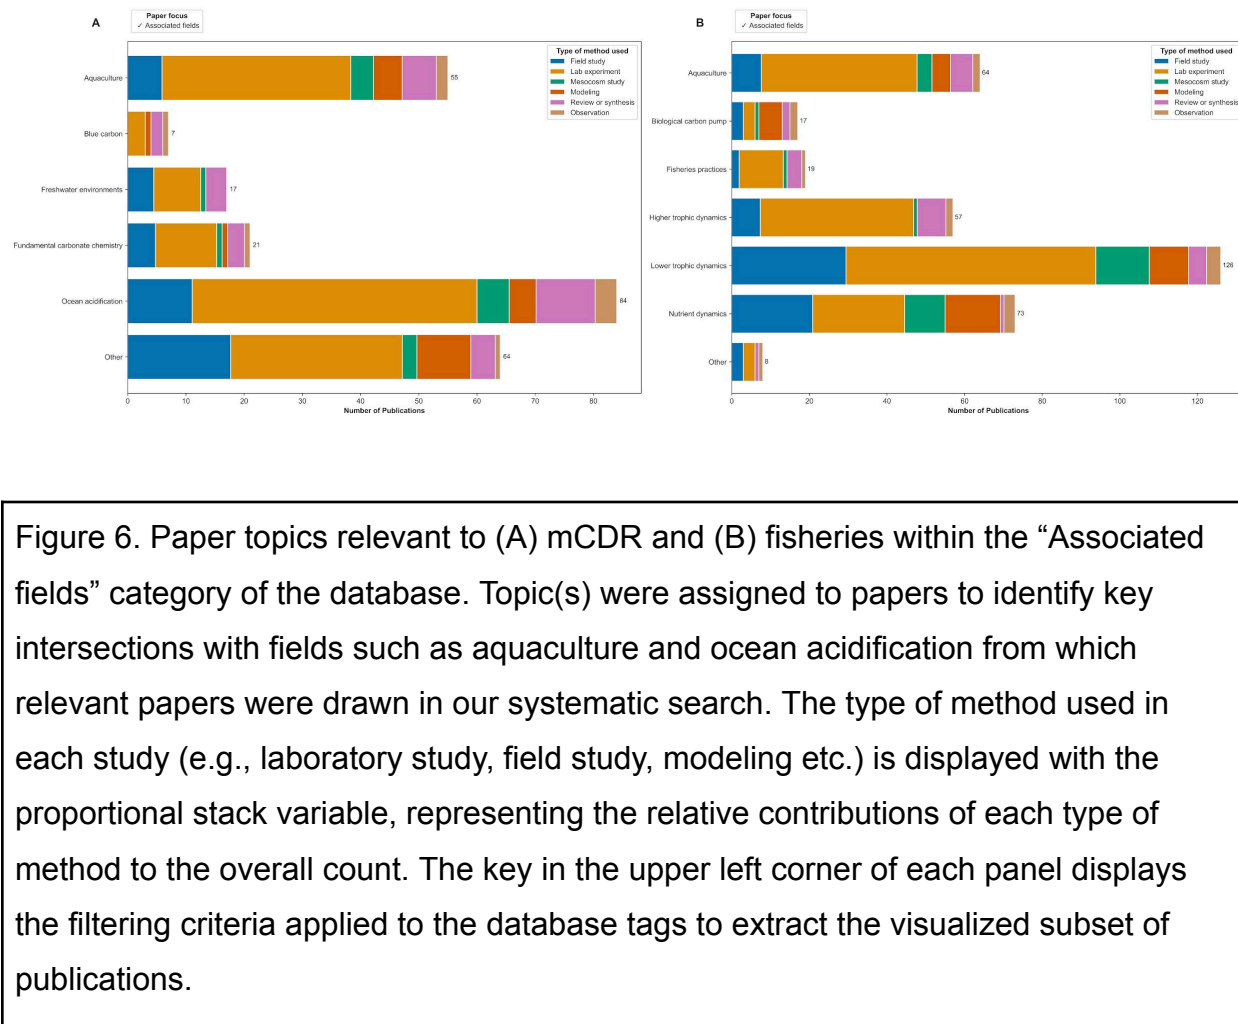 A
Paper focus
✓ Associated fields
Type of method used
Field study
Lab experiment
Mesocosm study
Modeling
Review or synthesis
Observation
Aquaculture
55
Blue carbon
7
Freshwater environments
17
Fundamental carbonate chemistry
21
Ocean acidification
84
Other
64
0 10 20 30 40 50 60 70 80
Number of Publications
B
Paper focus
✓ Associated fields
Type of method used
Field study
Lab experiment
Mesocosm study
Modeling
Review or synthesis
Observation
Aquaculture
64
Biological carbon pump
17
Fisheries practices
19
Higher trophic dynamics
57
Lower trophic dynamics
126
Nutrient dynamics
73
Other
8
0 20 40 60 80 100 120
Number of Publications
Figure 6. Paper topics relevant to (A) mCDR and (B) fisheries within the “Associated
fields” category of the database. Topic(s) were assigned to papers to identify key
intersections with fields such as aquaculture and ocean acidification from which
relevant papers were drawn in our systematic search. The type of method used in
each study (e.g., laboratory study, field study, modeling etc.) is displayed with the
proportional stack variable, representing the relative contributions of each type of
method to the overall count. The key in the upper left corner of each panel displays
the filtering criteria applied to the database tags to extract the visualized subset of
publications.